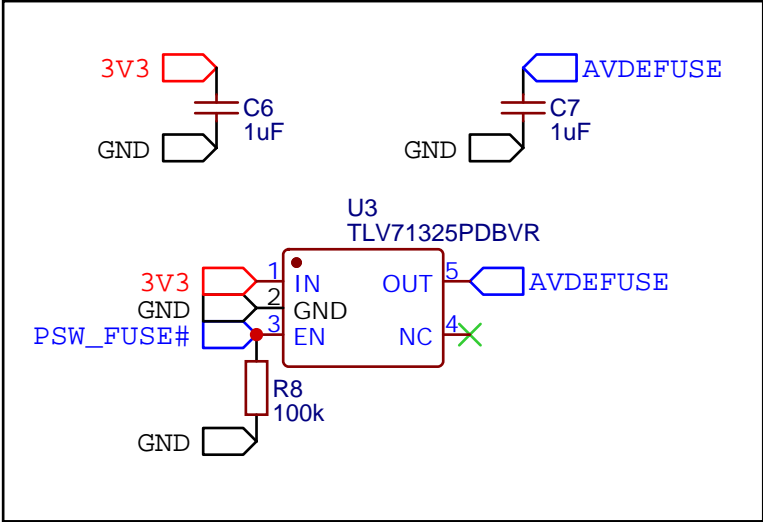 3V3
C6
1uF
GND
AVDEFUSE
C7
1uF
GND
U3
TLV71325PDBVR
3V3 1 IN OUT 5 AVDEFUSE
GND 2 GND
PSW_FUSE# 3 EN NC 4
R8
100k
GND